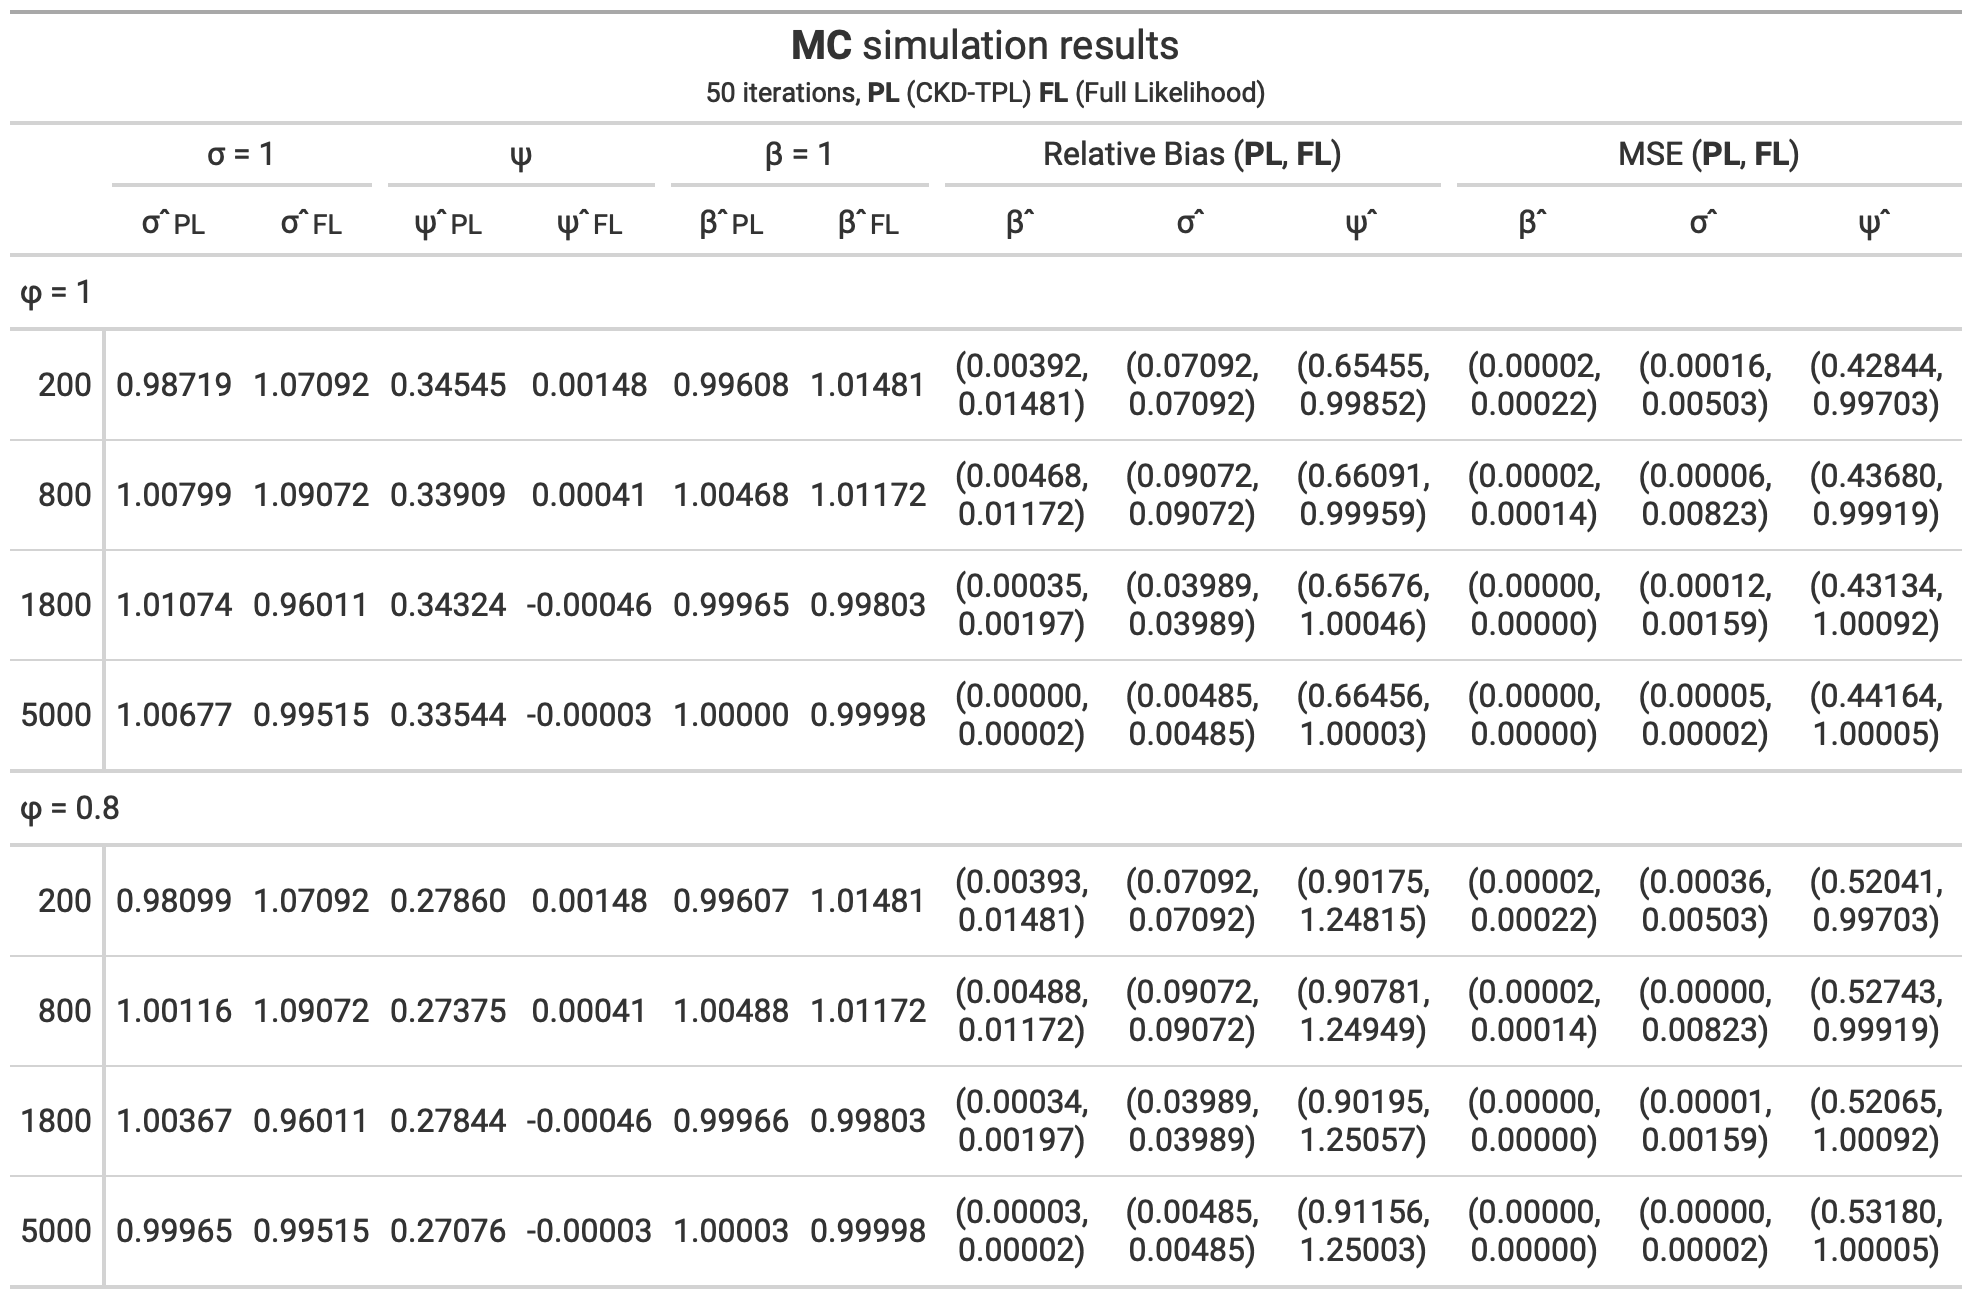 MC simulation results
50 iterations, PL (CKD-TPL) FL (Full Likelihood)
σ = 1 ψ β = 1 Relative Bias (PL, FL) MSE (PL, FL)
σ̂ PL σ̂ FL ψ̂ PL ψ̂ FL β̂ PL β̂ FL β̂ σ̂ ψ̂ β̂ σ̂ ψ̂
φ = 1
200 0.98719 1.07092 0.34545 0.00148 0.99608 1.01481 (0.00392, 0.01481) (0.07092, 0.07092) (0.65455, 0.99852) (0.00002, 0.00022) (0.00016, 0.00503) (0.42844, 0.99703)
800 1.00799 1.09072 0.33909 0.00041 1.00468 1.01172 (0.00468, 0.01172) (0.09072, 0.09072) (0.66091, 0.99959) (0.00002, 0.00014) (0.00006, 0.00823) (0.43680, 0.99919)
1800 1.01074 0.96011 0.34324 -0.00046 0.99965 0.99803 (0.00035, 0.00197) (0.03989, 0.03989) (0.65676, 1.00046) (0.00000, 0.00000) (0.00012, 0.00159) (0.43134, 1.00092)
5000 1.00677 0.99515 0.33544 -0.00003 1.00000 0.99998 (0.00000, 0.00002) (0.00485, 0.00485) (0.66456, 1.00003) (0.00000, 0.00000) (0.00005, 0.00002) (0.44164, 1.00005)
φ = 0.8
200 0.98099 1.07092 0.27860 0.00148 0.99607 1.01481 (0.00393, 0.01481) (0.07092, 0.07092) (0.90175, 1.24815) (0.00002, 0.00022) (0.00036, 0.00503) (0.52041, 0.99703)
800 1.00116 1.09072 0.27375 0.00041 1.00488 1.01172 (0.00488, 0.01172) (0.09072, 0.09072) (0.90781, 1.24949) (0.00002, 0.00014) (0.00000, 0.00823) (0.52743, 0.99919)
1800 1.00367 0.96011 0.27844 -0.00046 0.99966 0.99803 (0.00034, 0.00197) (0.03989, 0.03989) (0.90195, 1.25057) (0.00000, 0.00000) (0.00001, 0.00159) (0.52065, 1.00092)
5000 0.99965 0.99515 0.27076 -0.00003 1.00003 0.99998 (0.00003, 0.00002) (0.00485, 0.00485) (0.91156, 1.25003) (0.00000, 0.00000) (0.00000, 0.00002) (0.53180, 1.00005)